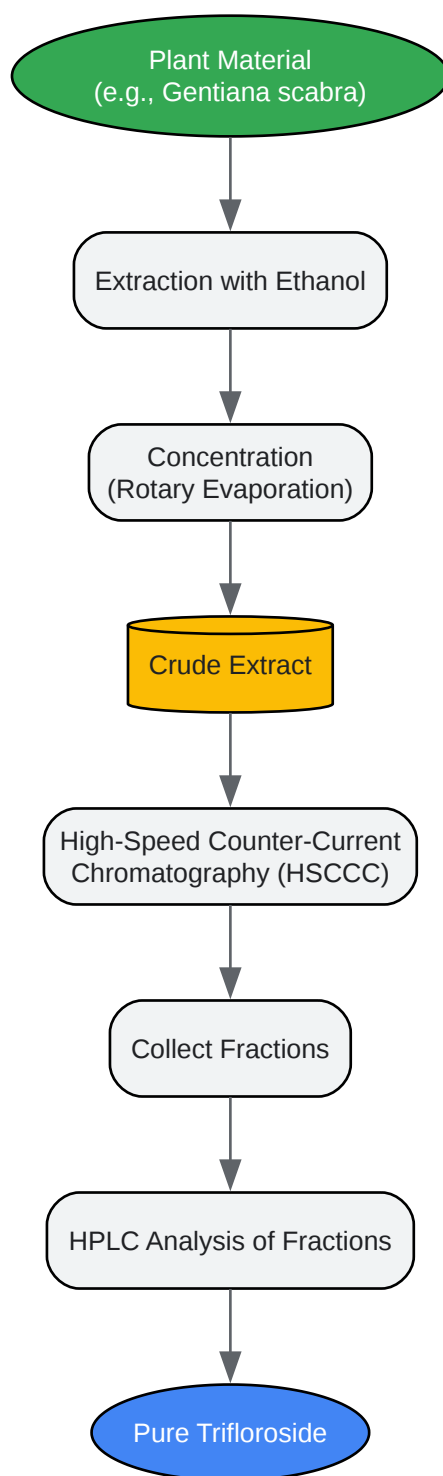 Plant Material
(e.g., Gentiana scabra)
Extraction with Ethanol
Concentration
(Rotary Evaporation)
Crude Extract
High-Speed Counter-Current
Chromatography (HSCCC)
Collect Fractions
HPLC Analysis of Fractions
Pure Trifloroside